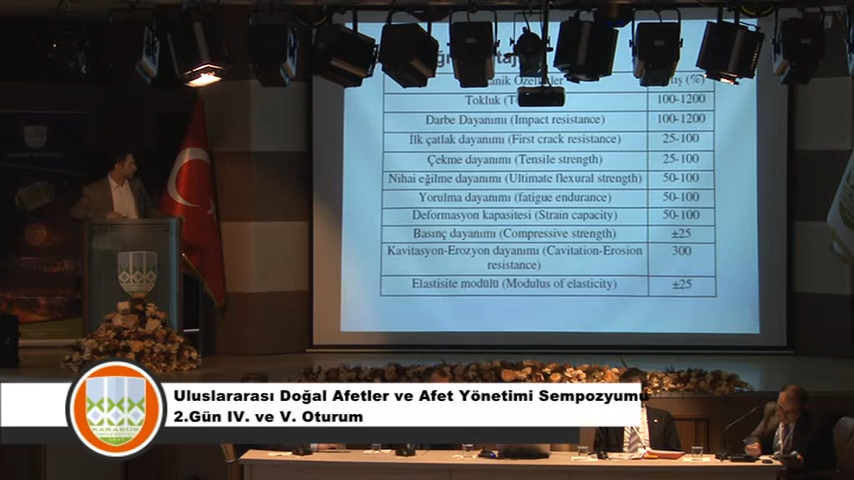 Tokluk
100-1200
Darbe Dayanımı (Impact resistance)
100-1200
İlk çatlak dayanımı (First crack resistance)
25-100
Çekme dayanımı (Tensile strength)
25-100
Nihai eğilme dayanımı (Ultimate flexural strength)
50-100
Yorulma dayanımı (fatigue endurance)
50-100
Deformasyon kapasitesi (Strain capacity)
50-100
Basınç dayanımı (Compressive strength)
±25
Kavitasyon-Erozyon dayanımı (Cavitation-Erosion
resistance)
300
Elastisite modülü (Modulus of elasticity)
±25
Uluslararası Doğal Afetler ve Afet Yönetimi Sempozyumu
2.Gün IV. ve V. Oturum
KARABÜK